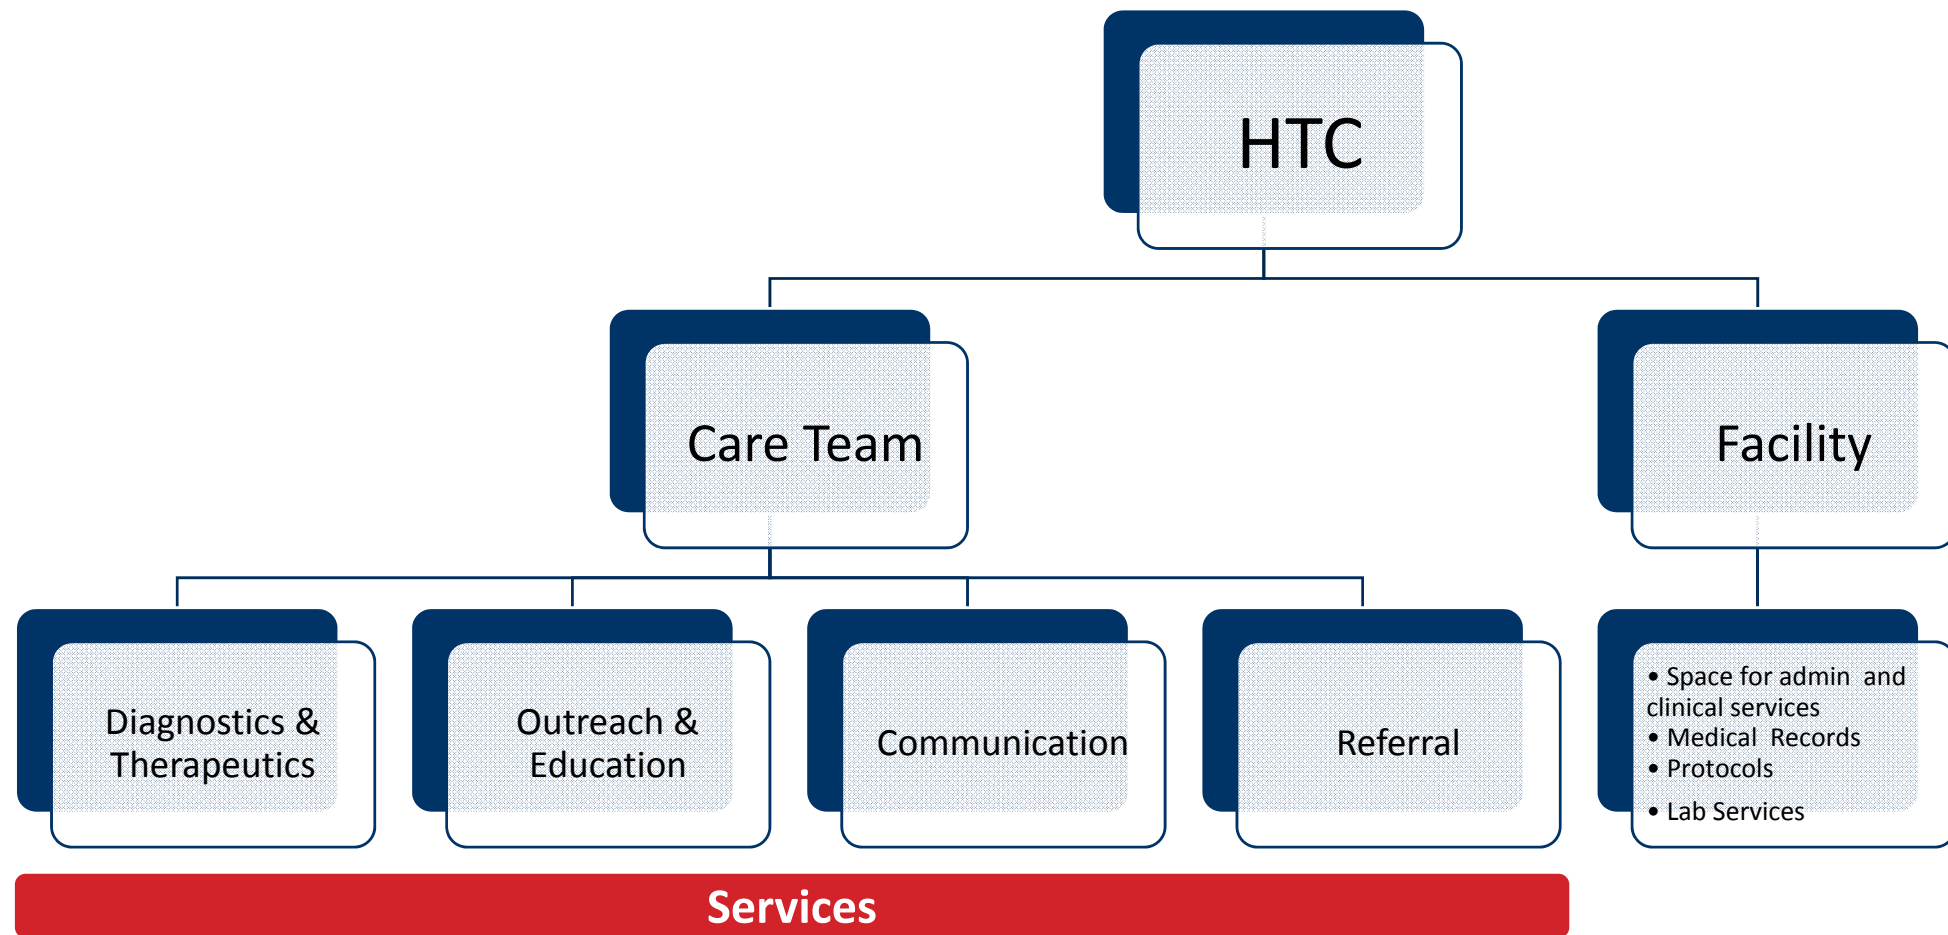 HTC
Care Team
Facility
Diagnostics &
Therapeutics
Outreach &
Education
Communication
Referral
• Space for admin  and
clinical services
• Medical  Records
• Protocols
• Lab Services
Services